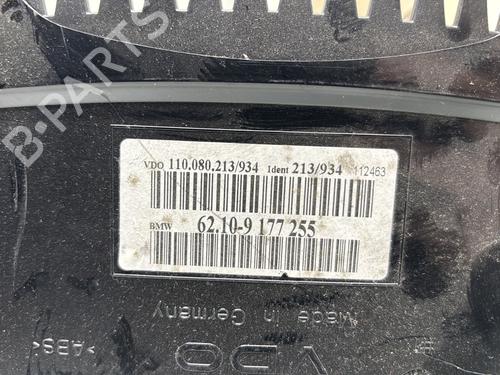 B-PARTS
VDO 110.080.213/934 Ident 213/934 112463
BMW 62.10-9 177 255
Made in Germany
>ABS<
VDO